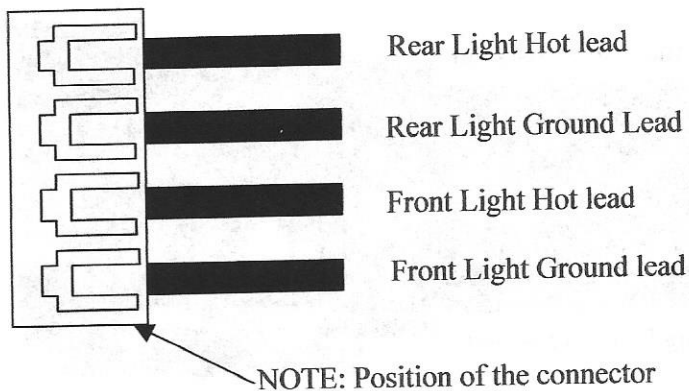 Rear Light Hot lead
Rear Light Ground Lead
Front Light Hot lead
Front Light Ground lead
NOTE: Position of the connector